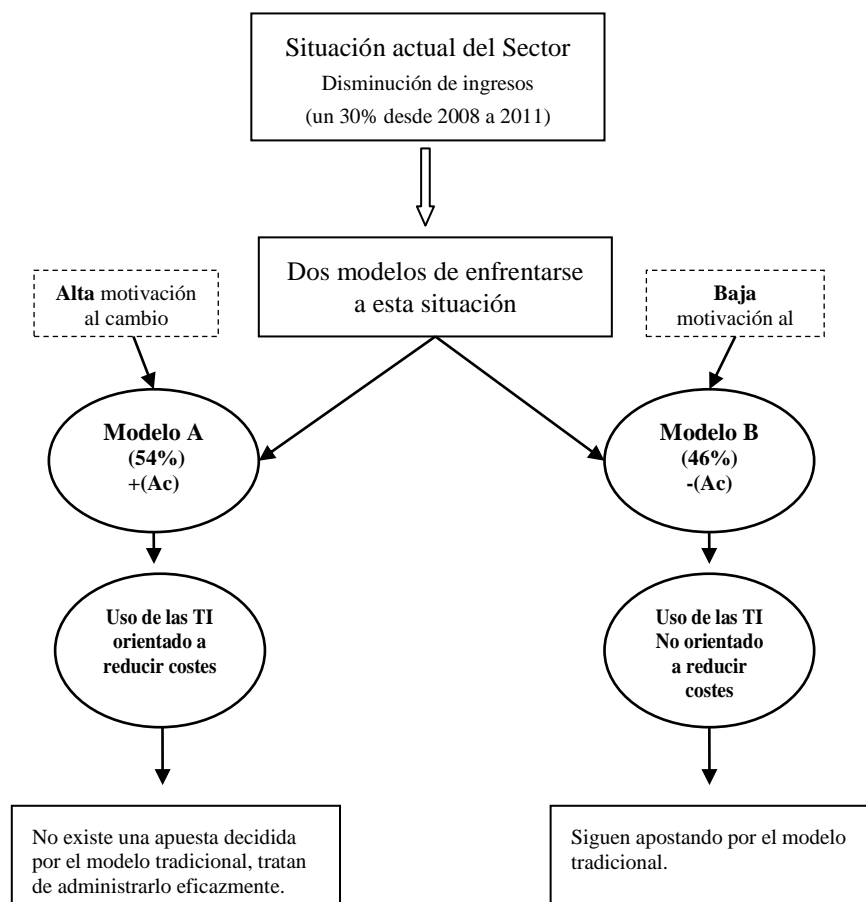 Situación actual del Sector
Disminución de ingresos
(un 30% desde 2008 a 2011)
Dos modelos de enfrentarse
a esta situación
Alta motivación
al cambio
Baja
motivación al
Modelo A
(54%)
+(Ac)
Modelo B
(46%)
-(Ac)
Uso de las TI
orientado a
reducir costes
Uso de las TI
No orientado
a reducir
costes
No existe una apuesta decidida
por el modelo tradicional, tratan
de administrarlo eficazmente.
Siguen apostando por el modelo
tradicional.